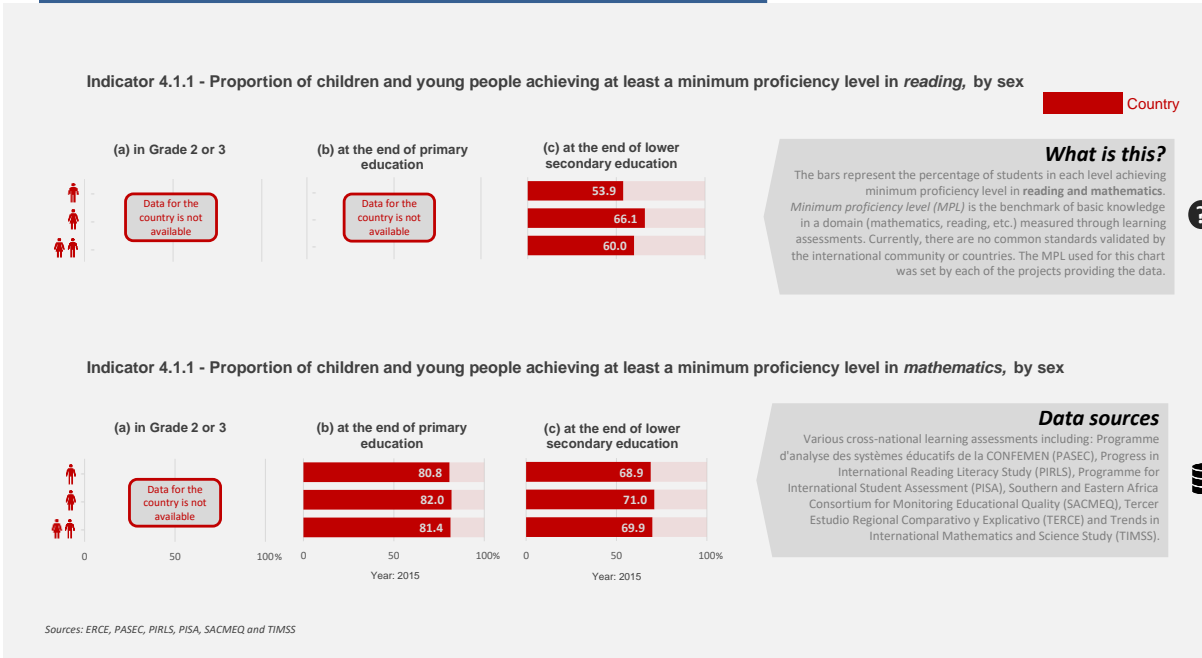 Indicator 4.1.1 - Proportion of children and young people achieving at least a minimum proficiency level in reading, by sex
Country
(a) in Grade 2 or 3
Data for the
country is not
available
(b) at the end of primary
education
Data for the
country is not
available
(c) at the end of lower
secondary education
53.9
66.1
60.0
What is this?
The bars represent the percentage of students in each level achieving
minimum proficiency level in reading and mathematics.
Minimum proficiency level (MPL) is the benchmark of basic knowledge
in a domain (mathematics, reading, etc.) measured through learning
assessments. Currently, there are no common standards validated by
the international community or countries. The MPL used for this chart
was set by each of the projects providing the data.
?
Indicator 4.1.1 - Proportion of children and young people achieving at least a minimum proficiency level in mathematics, by sex
(a) in Grade 2 or 3
Data for the
country is not
available
0 50 100%
(b) at the end of primary
education
80.8
82.0
81.4
0 50 100%
Year: 2015
(c) at the end of lower
secondary education
68.9
71.0
69.9
0 50 100%
Year: 2015
Data sources
Various cross-national learning assessments including: Programme
d'analyse des systèmes éducatifs de la CONFEMEN (PASEC), Progress in
International Reading Literacy Study (PIRLS), Programme for
International Student Assessment (PISA), Southern and Eastern Africa
Consortium for Monitoring Educational Quality (SACMEQ), Tercer
Estudio Regional Comparativo y Explicativo (TERCE) and Trends in
International Mathematics and Science Study (TIMSS).
Sources: ERCE, PASEC, PIRLS, PISA, SACMEQ and TIMSS